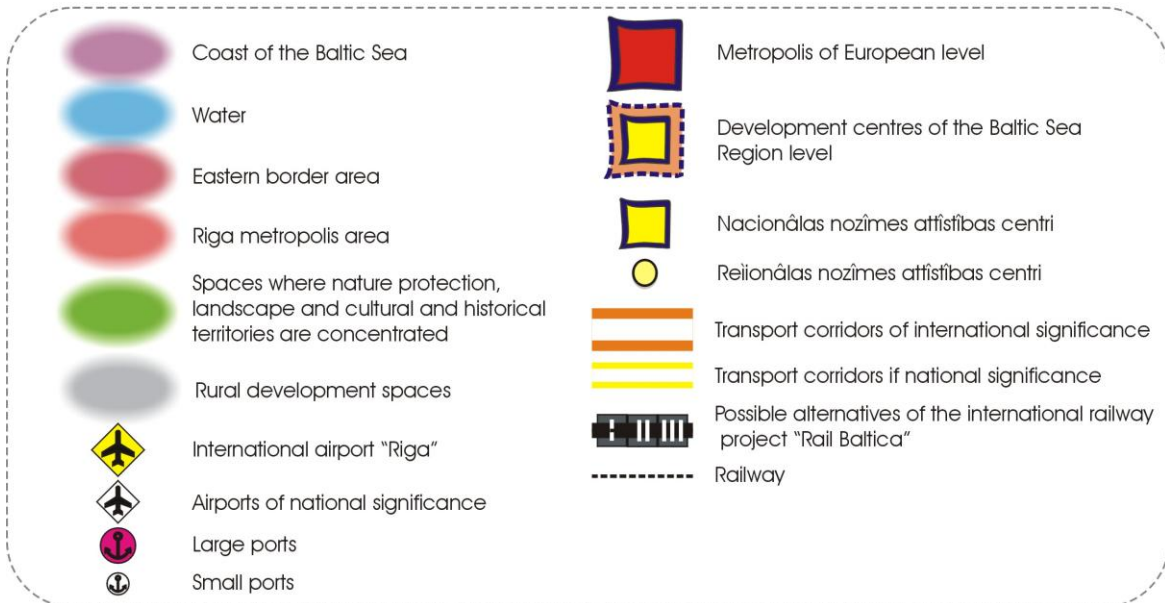 Coast of the Baltic Sea
Water
Eastern border area
Riga metropolis area
Spaces where nature protection,
landscape and cultural and historical
territories are concentrated
Rural development spaces
International airport “Riga”
Airports of national significance
Large ports
Small ports
Metropolis of European level
Development centres of the Baltic Sea
Region level
Nacionâlas nozîmes attîstîbas centri
Reìionâlas nozîmes attîstîbas centri
Transport corridors of international significance
Transport corridors if national significance
I II III
Possible alternatives of the international railway
project “Rail Baltica”
Railway